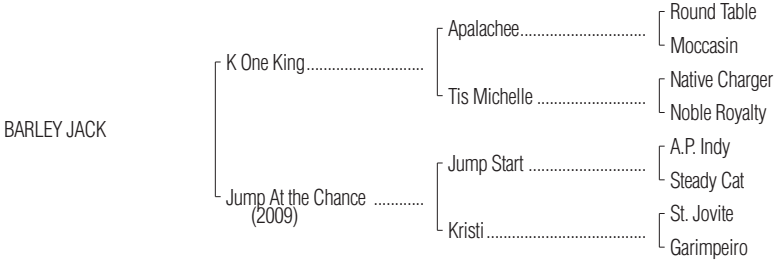 Round Table
Apalachee..............................
Moccasin
K One King............................
Native Charger
Tis Michelle ..........................
Noble Royalty
BARLEY JACK
A.P. Indy
Jump Start ............................
Steady Cat
Jump At the Chance ............
(2009)
St. Jovite
Kristi......................................
Garimpeiro